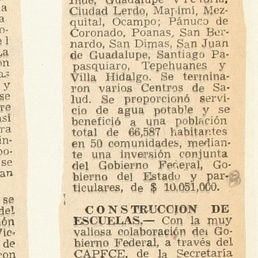 Indé, Guadalupe Victoria,
Ciudad Lerdo, Mapimí, Mez-
quital, Ocampo; Pánuco de
Coronado, Poanas, San Ber-
nardo, San Dimas, San Juan
de Guadalupe, Santiago Pa-
pasquiaro, Tepehuanes y
Villa Hidalgo. Se termina-
ron varios Centros de Sa-
lud. Se proporcionó servi-
cio de agua potable y se
benefició a una población
total de 66,587 habitantes
en 50 comunidades, median-
te una inversión conjunta
del Gobierno Federal, Go-
bierno del Estado y par-
ticulares, de $ 10.051,000.
CONSTRUCCION DE
ESCUELAS.— Con la muy
valiosa colaboración del Go-
bierno Federal, a través del
CAPFCE, de la Secretaría